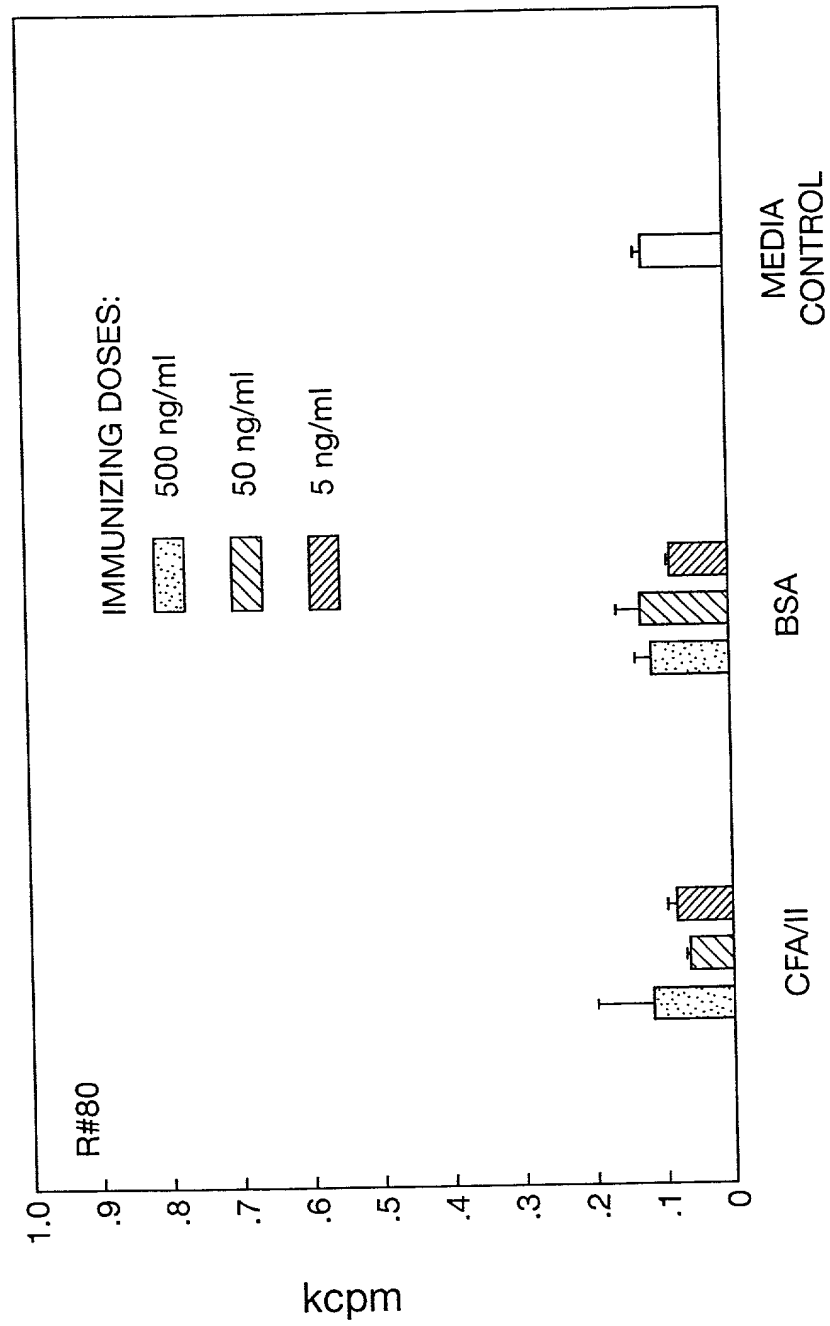 R#80
IMMUNIZING DOSES:
500 ng/ml
50 ng/ml
5 ng/ml
kcpm
1.0
.9
.8
.7
.6
.5
.4
.3
.2
.1
0
CFA/II
BSA
MEDIA
CONTROL